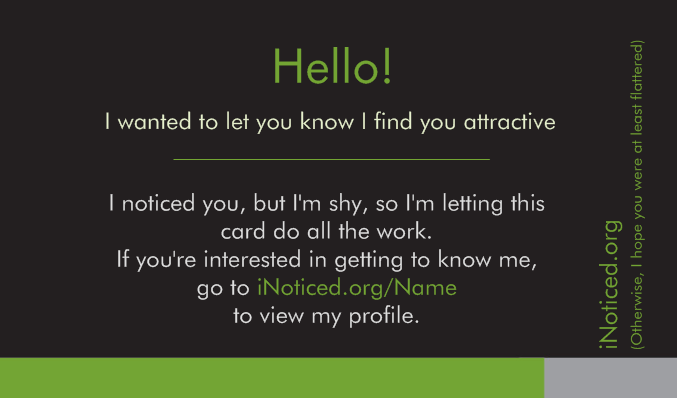 Hello!
I wanted to let you know I find you attractive
I noticed you, but I'm shy, so I'm letting this
card do all the work.
If you're interested in getting to know me,
go to iNoticed.org/Name
to view my profile.
iNoticed.org
(Otherwise, I hope you were at least flattered)